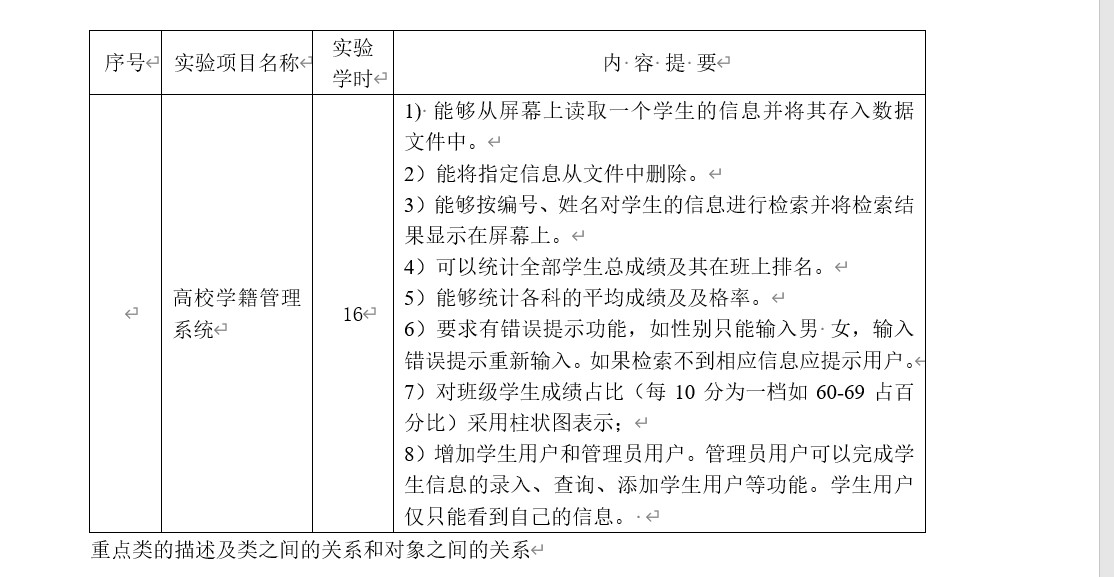 序号
实验项目名称
实验
学时
内 容 提 要
1) 能够从屏幕上读取一个学生的信息并将其存入数据
文件中。
2）能将指定信息从文件中删除。
3）能够按编号、姓名对学生的信息进行检索并将检索结
果显示在屏幕上。
4）可以统计全部学生总成绩及其在班上排名。
5）能够统计各科的平均成绩及及格率。
6）要求有错误提示功能，如性别只能输入男 女，输入
错误提示重新输入。如果检索不到相应信息应提示用户。
7）对班级学生成绩占比（每 10 分为一档如 60-69 占百
分比）采用柱状图表示；
8）增加学生用户和管理员用户。管理员用户可以完成学
生信息的录入、查询、添加学生用户等功能。学生用户
仅只能看到自己的信息。
高校学籍管理
系统
16
重点类的描述及类之间的关系和对象之间的关系